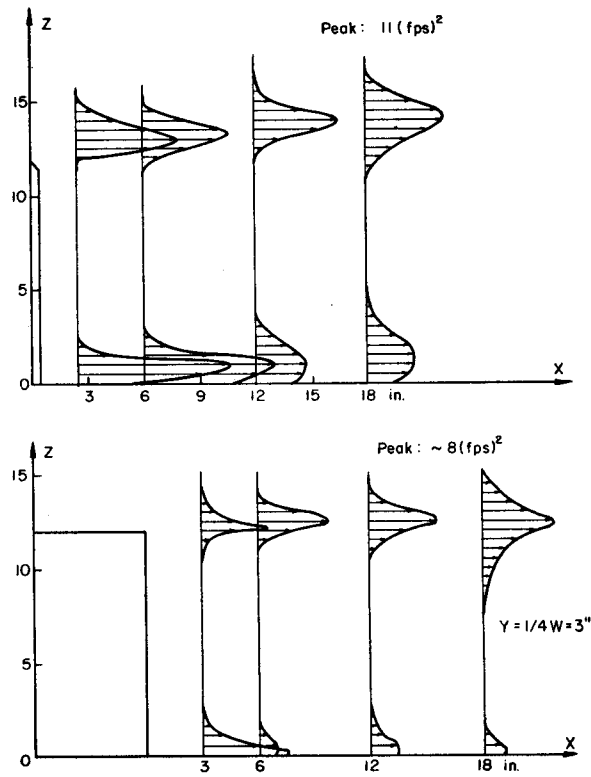 Z
Peak: 11 (fps)²
15
10
5
0
3 6 9 12 15 18 in.
X
Z
Peak: ~ 8 (fps)²
15
10
Y = 1/4 W = 3"
5
0
3 6 12 18 in.
X